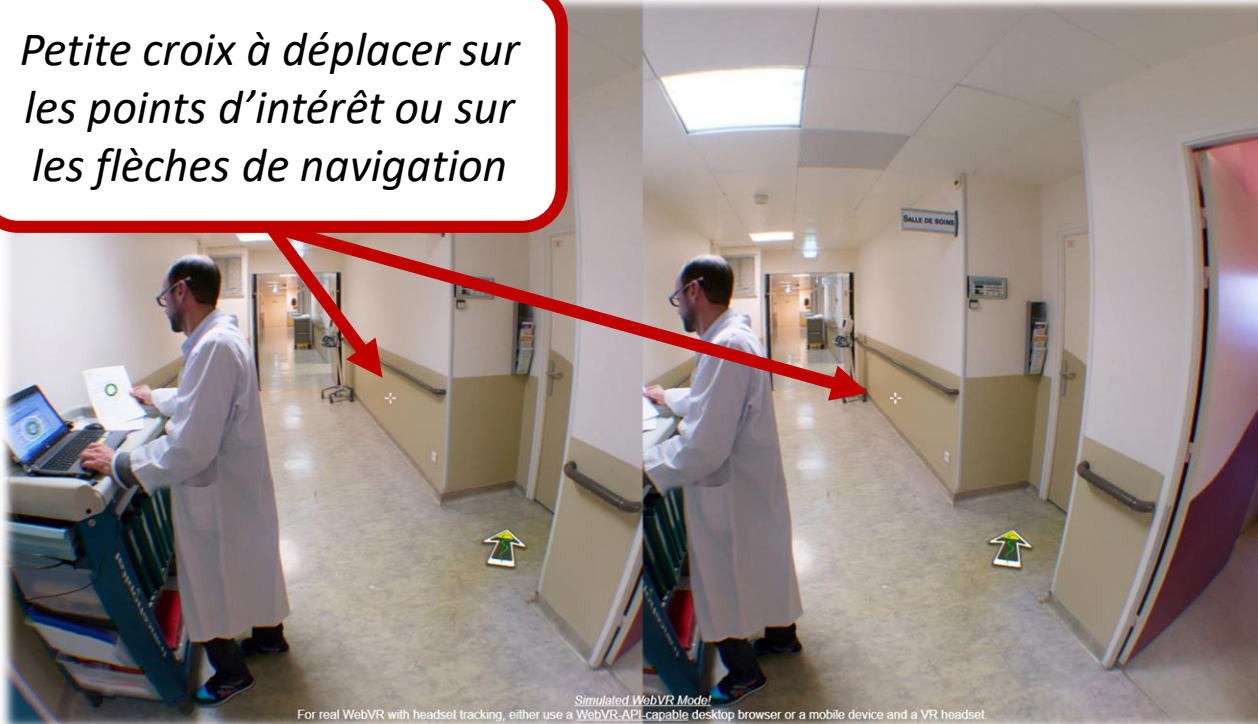 Petite croix à déplacer sur
les points d’intérêt ou sur
les flèches de navigation
SALLE DE SOINS
Simulated WebVR Mode!
For real WebVR with headset tracking, either use a WebVR-API-capable desktop browser or a mobile device and a VR headset.